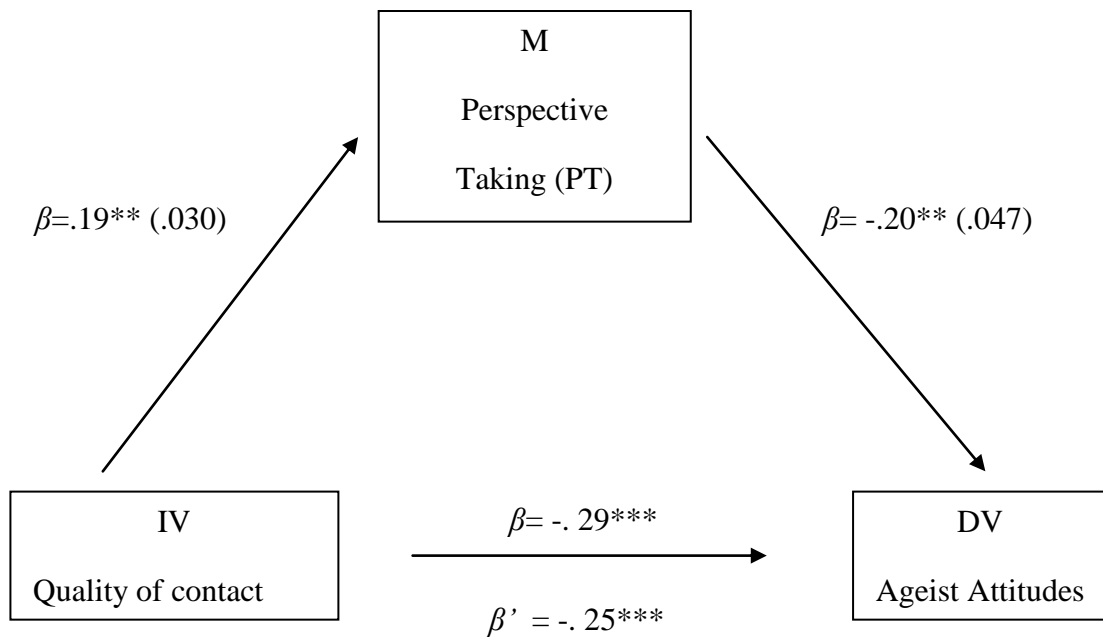 M
Perspective
Taking (PT)
β=.19** (.030)
β= -.20** (.047)
IV
Quality of contact
β= -. 29***
β’ = -. 25***
DV
Ageist Attitudes